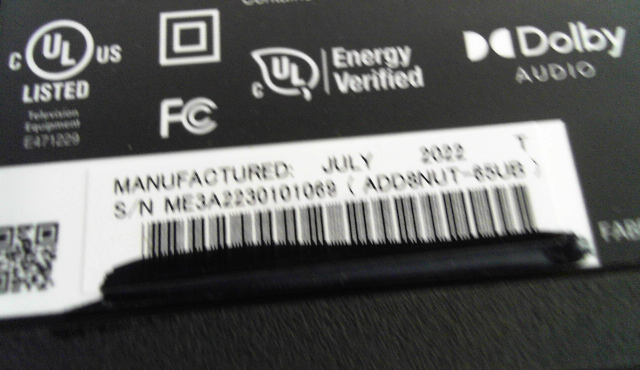 C UL US
LISTED
Television
Equipment
E471229
FC
C UL
Energy
Verified
Dolby
AUDIO
MANUFACTURED: JULY 2022 T
S/N ME3A2230101069 ( ADD8NUT-65UB )